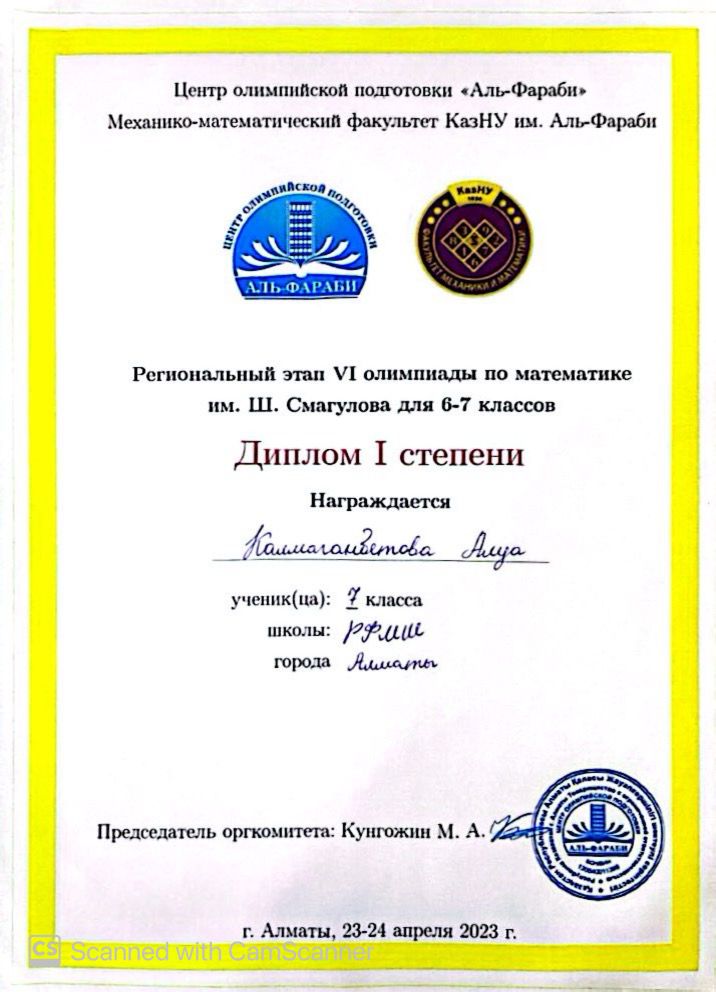 Центр олимпийской подготовки «Аль-Фараби»
Механико-математический факультет КазНУ им. Аль-Фараби
ЦЕНТР ОЛИМПИЙСКОЙ ПОДГОТОВКИ
АЛЬ-ФАРАБИ
КазНУ
ФАКУЛЬТЕТ МЕХАНИКИ И МАТЕМАТИКИ
Региональный этап VI олимпиады по математике
им. Ш. Смагулова для 6-7 классов
Диплом I степени
Награждается
Калмаганбетова Алуа
ученик(ца): 7 класса
школы: РФМШ
города Алматы
Председатель оргкомитета: Кунгожин М. А.
АЛЬ-ФАРАБИ
г. Алматы, 23-24 апреля 2023 г.
CS Scanned with CamScanner